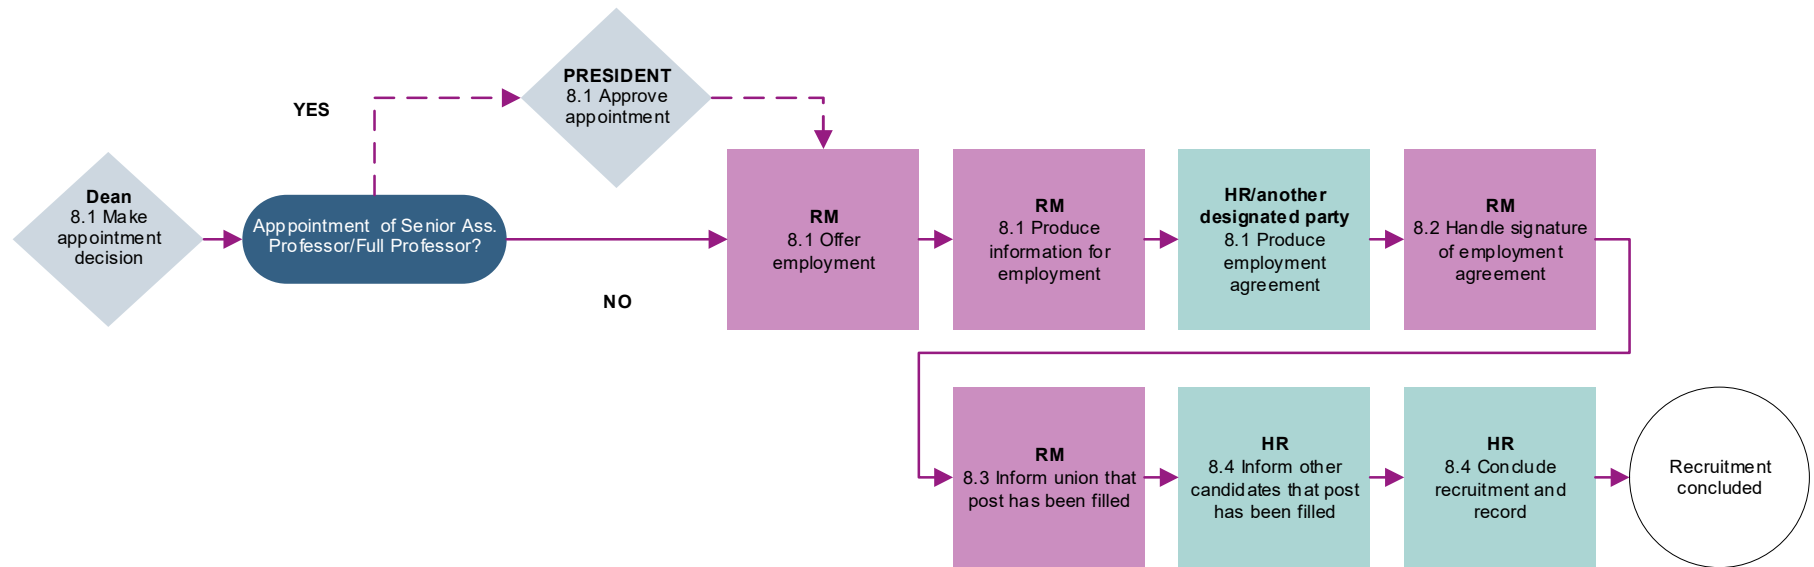 YES
PRESIDENT
8.1 Approve
appointment
Dean
8.1 Make
appointment
decision
Appointment of Senior Ass.
Professor/Full Professor?
NO
RM
8.1 Offer
employment
RM
8.1 Produce
information for
employment
HR/another
designated party
8.1 Produce
employment
agreement
RM
8.2 Handle signature
of employment
agreement
RM
8.3 Inform union that
post has been filled
HR
8.4 Inform other
candidates that post
has been filled
HR
8.4 Conclude
recruitment and
record
Recruitment
concluded